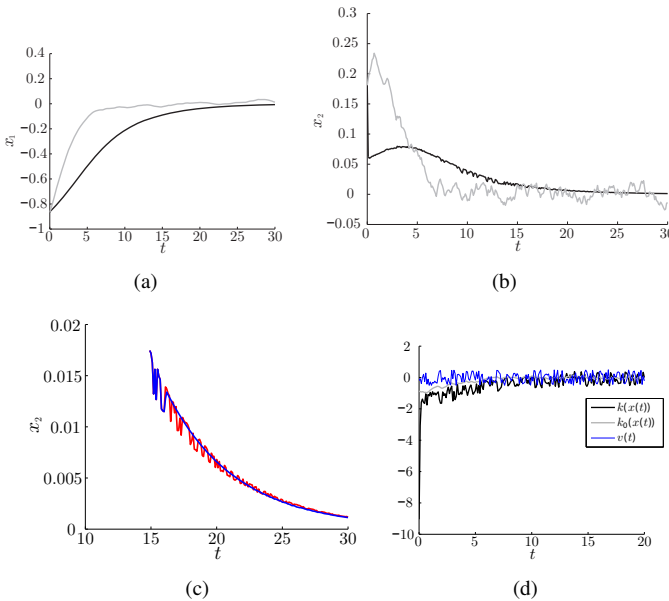 0.4
0.2
0
−0.2
−0.4
−0.6
−0.8
−1
x₁
0 5 10 15 20 25 30
t
(a)
0.3
0.25
0.2
0.15
0.1
0.05
0
−0.05
x₂
0 5 10 15 20 25 30
t
(b)
0.02
0.015
0.01
0.005
0
x₂
10 15 20 25 30
t
(c)
2
0
−2
−4
−6
−8
−10
k(x(t))
k₀(x(t))
v(t)
0 5 10 15 20
t
(d)